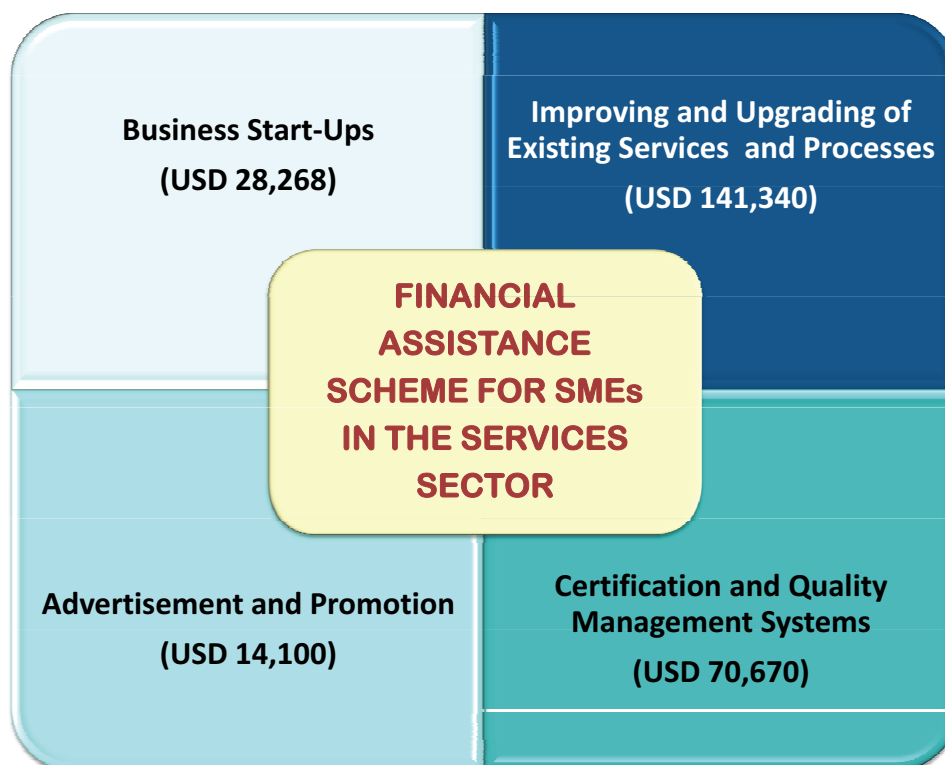 Business Start-Ups
(USD 28,268)
Improving and Upgrading of
Existing Services and Processes
(USD 141,340)
FINANCIAL
ASSISTANCE
SCHEME FOR SMEs
IN THE SERVICES
SECTOR
Advertisement and Promotion
(USD 14,100)
Certification and Quality
Management Systems
(USD 70,670)